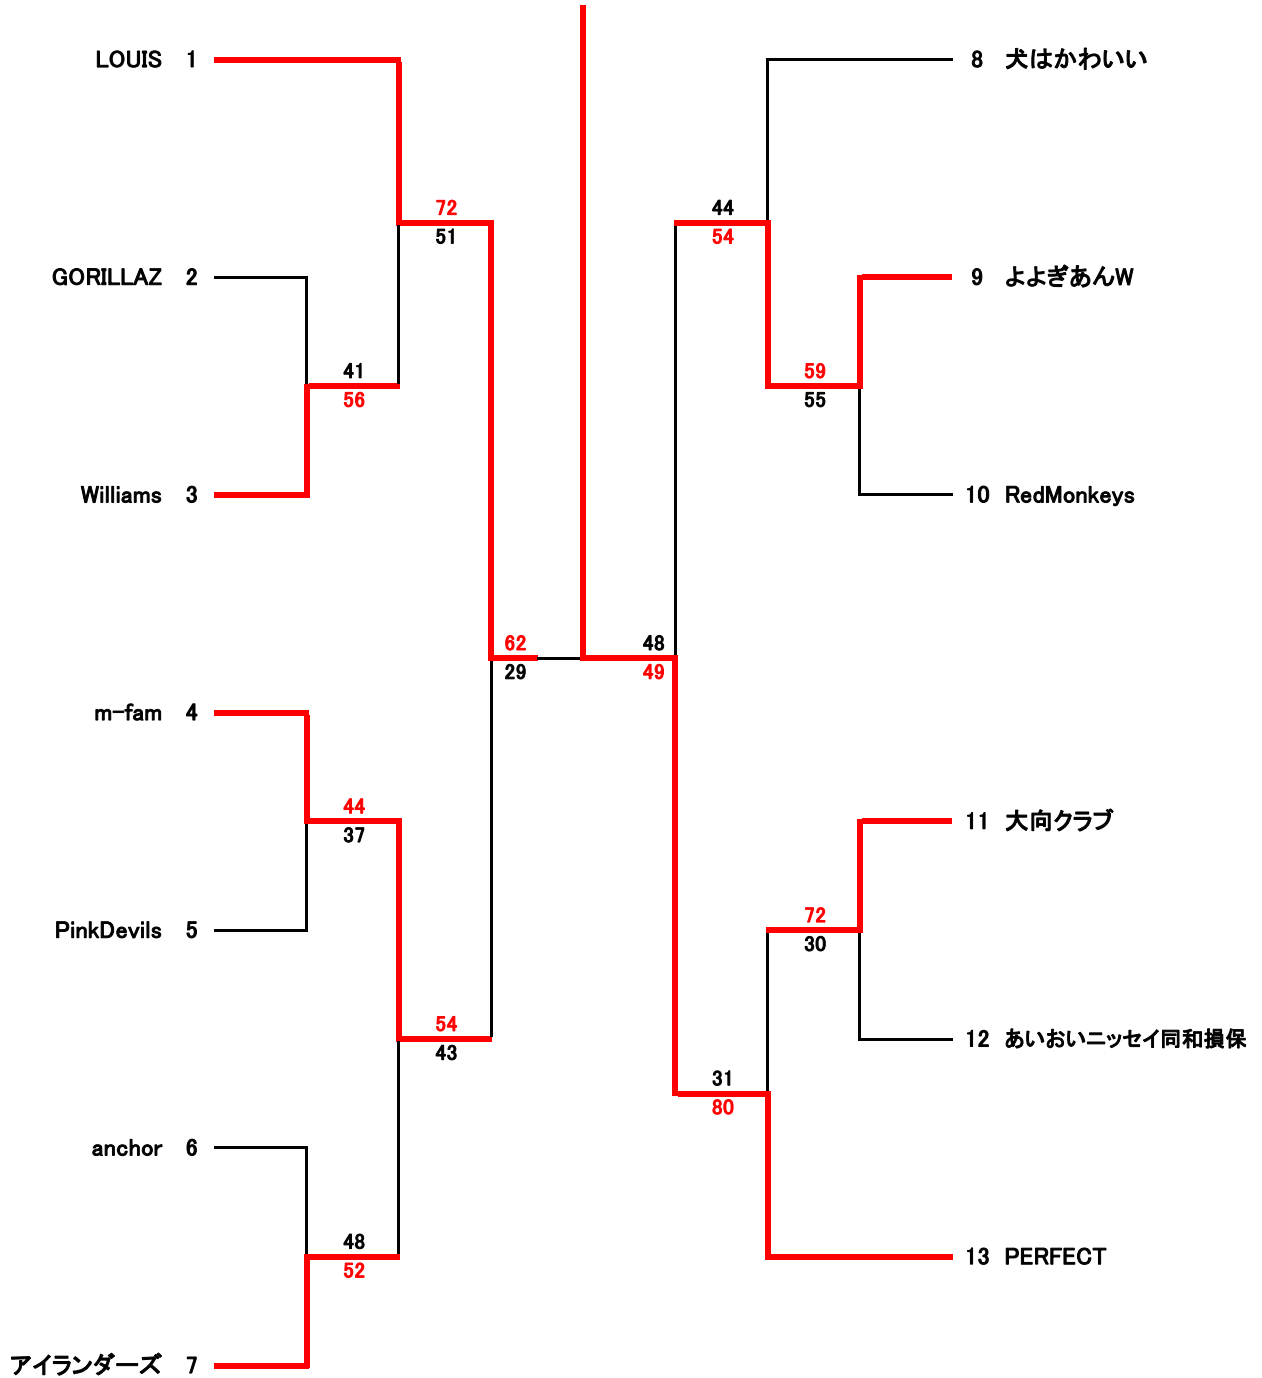 LOUIS 1
GORILLAZ 2
Williams 3
m-fam 4
PinkDevils 5
anchor 6
アイランダーズ 7
72
51
41
56
44
37
54
43
48
52
62
29
48
49
44
54
59
55
72
30
31
80
8 犬はかわいい
9 よよぎあんW
10 RedMonkeys
11 大向クラブ
12 あいおいニッセイ同和損保
13 PERFECT